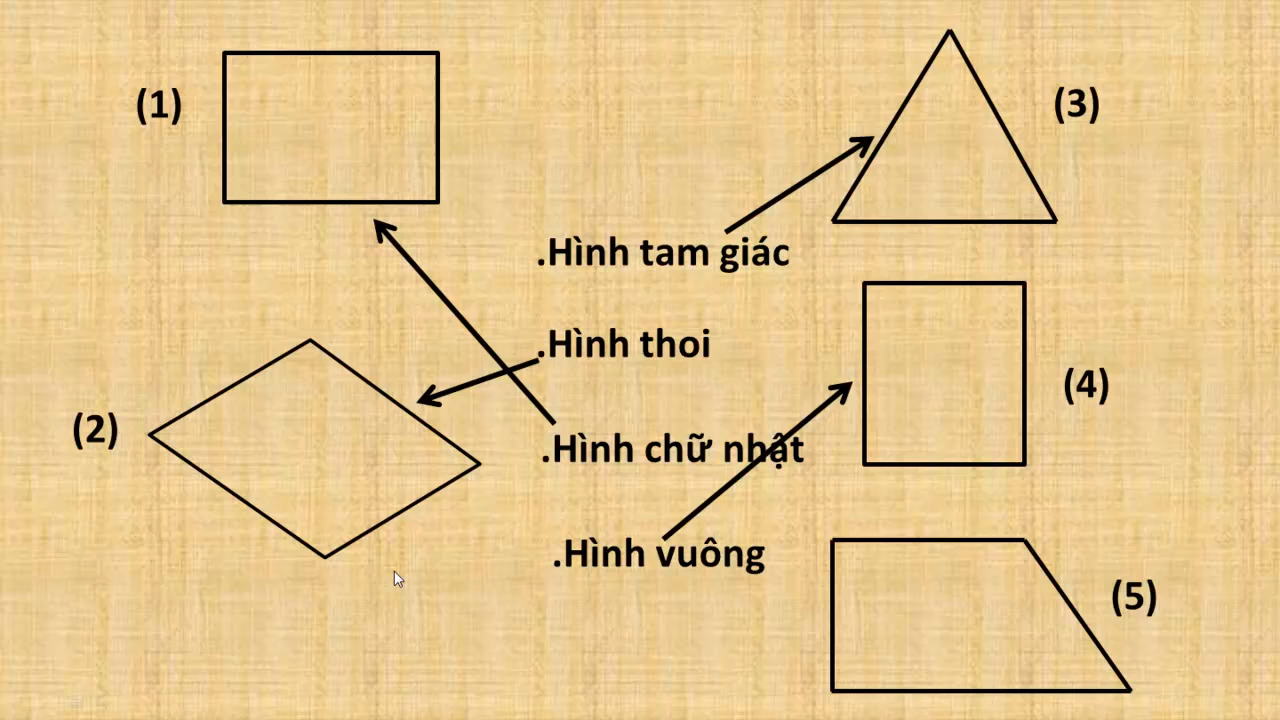 (1)
(3)
.Hình tam giác
.Hình thoi
(4)
(2)
.Hình chữ nhật
.Hình vuông
(5)